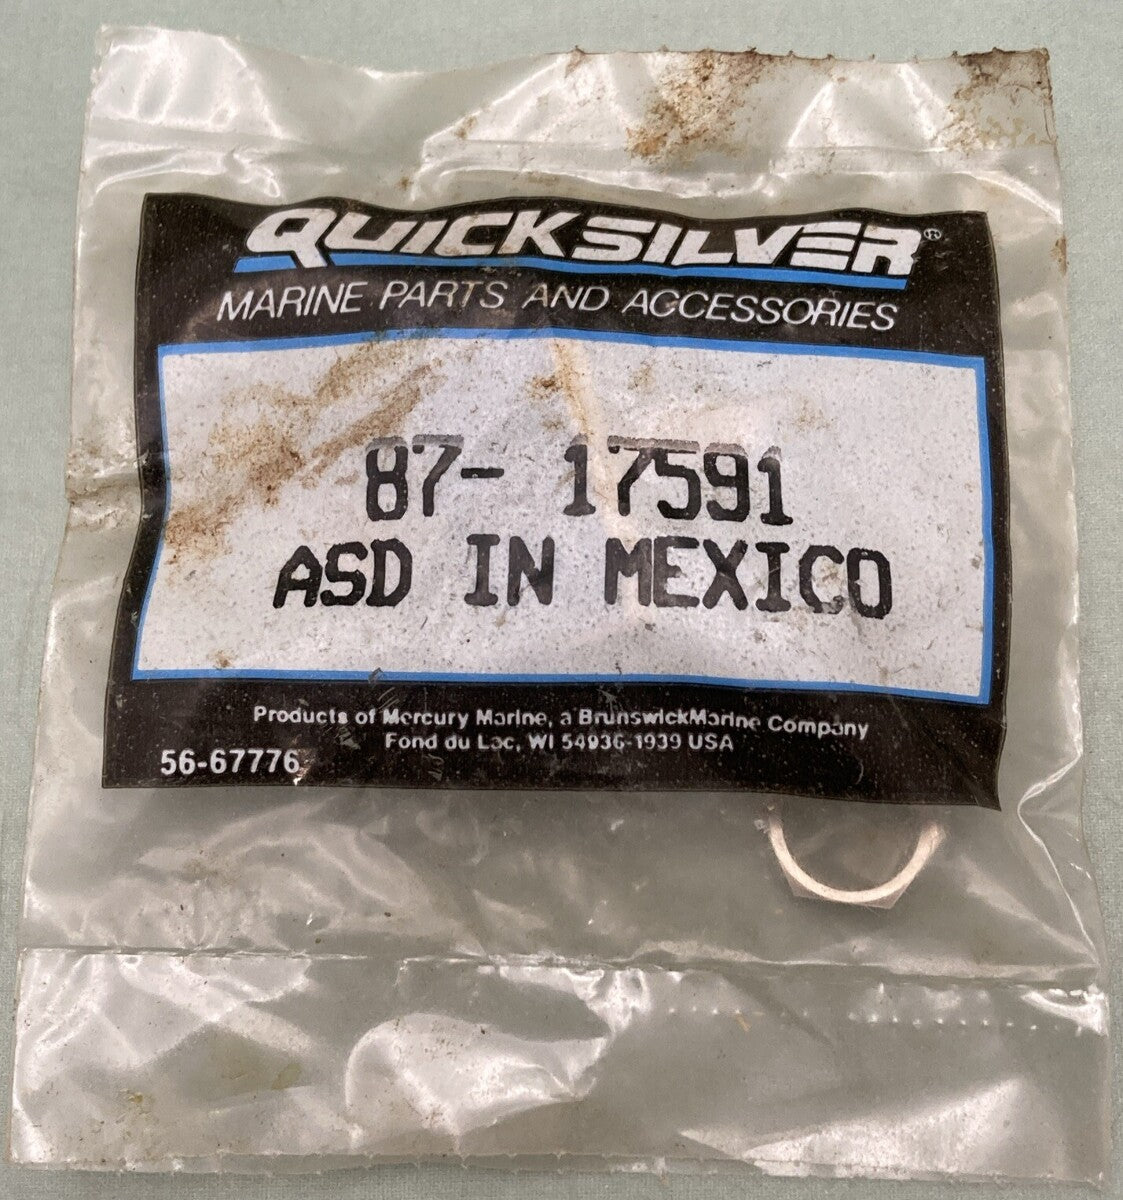 QUICKSILVER®
MARINE PARTS AND ACCESSORIES
87- 17591
ASD IN MEXICO
Products of Mercury Marine, a BrunswickMarine Company
Fond du Lac, WI 54936-1939 USA
56-67776